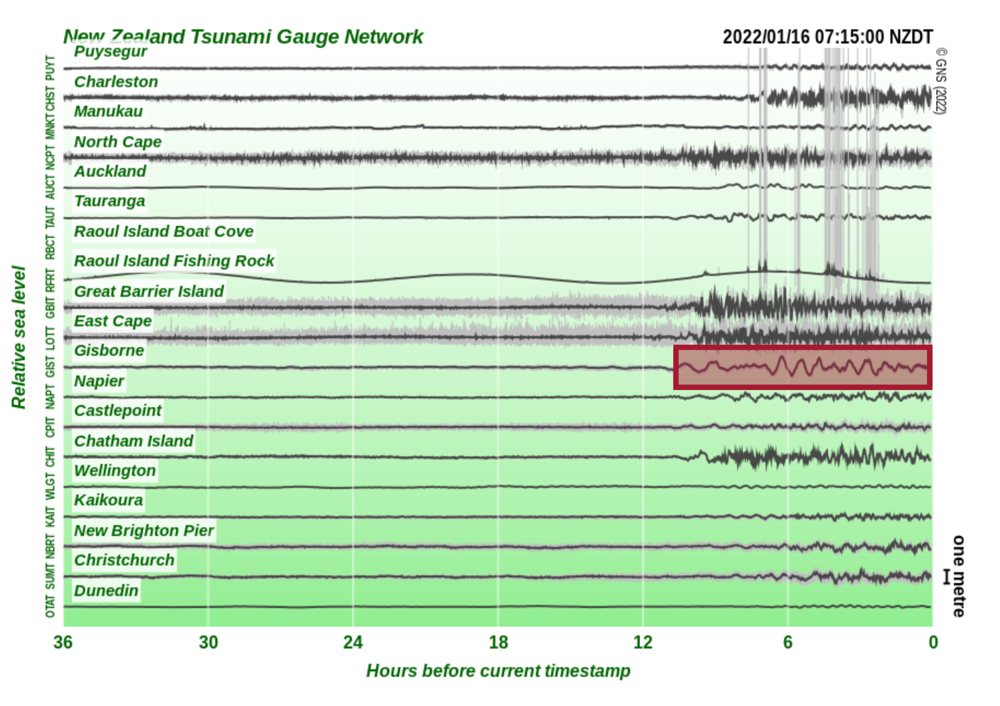 New Zealand Tsunami Gauge Network
2022/01/16 07:15:00 NZDT
© GNS (2022)
Relative sea level
PUYT
Puysegur
CHST
Charleston
MNKT
Manukau
NCPT
North Cape
AUCT
Auckland
TAUT
Tauranga
RBCT
Raoul Island Boat Cove
RFRT
Raoul Island Fishing Rock
GBIT
Great Barrier Island
LOTT
East Cape
GIST
Gisborne
NAPT
Napier
CPIT
Castlepoint
CHIT
Chatham Island
WLGT
Wellington
KAIT
Kaikoura
NBRT
New Brighton Pier
SUMT
Christchurch
OTAT
Dunedin
one metre
36 30 24 18 12 6 0
Hours before current timestamp